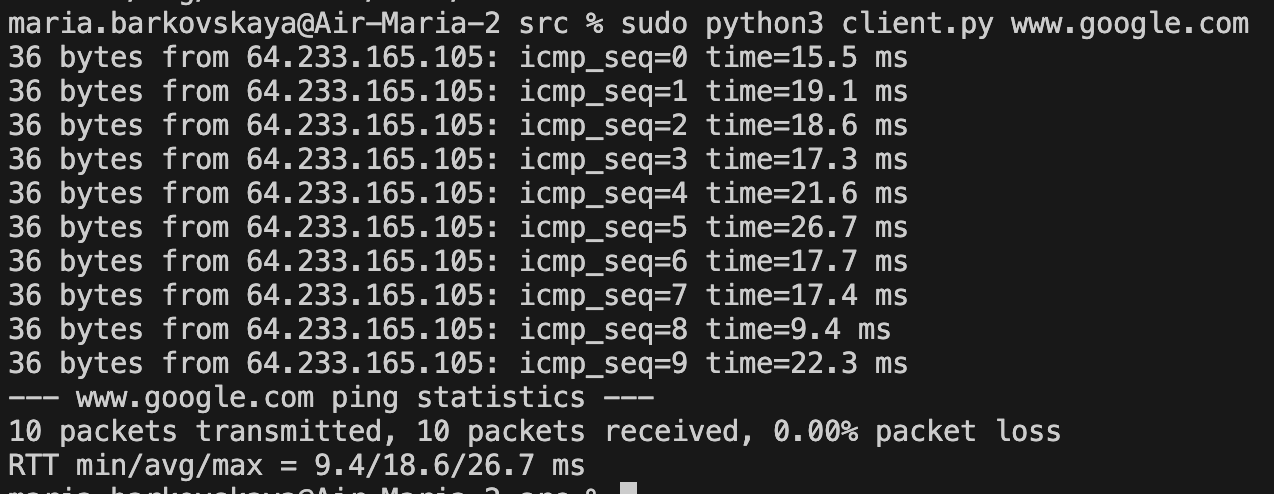 maria.barkovskaya@Air-Maria-2 src % sudo python3 client.py www.google.com
36 bytes from 64.233.165.105: icmp_seq=0 time=15.5 ms
36 bytes from 64.233.165.105: icmp_seq=1 time=19.1 ms
36 bytes from 64.233.165.105: icmp_seq=2 time=18.6 ms
36 bytes from 64.233.165.105: icmp_seq=3 time=17.3 ms
36 bytes from 64.233.165.105: icmp_seq=4 time=21.6 ms
36 bytes from 64.233.165.105: icmp_seq=5 time=26.7 ms
36 bytes from 64.233.165.105: icmp_seq=6 time=17.7 ms
36 bytes from 64.233.165.105: icmp_seq=7 time=17.4 ms
36 bytes from 64.233.165.105: icmp_seq=8 time=9.4 ms
36 bytes from 64.233.165.105: icmp_seq=9 time=22.3 ms
--- www.google.com ping statistics ---
10 packets transmitted, 10 packets received, 0.00% packet loss
RTT min/avg/max = 9.4/18.6/26.7 ms
maria.barkovskaya@Air-Maria-2 src %